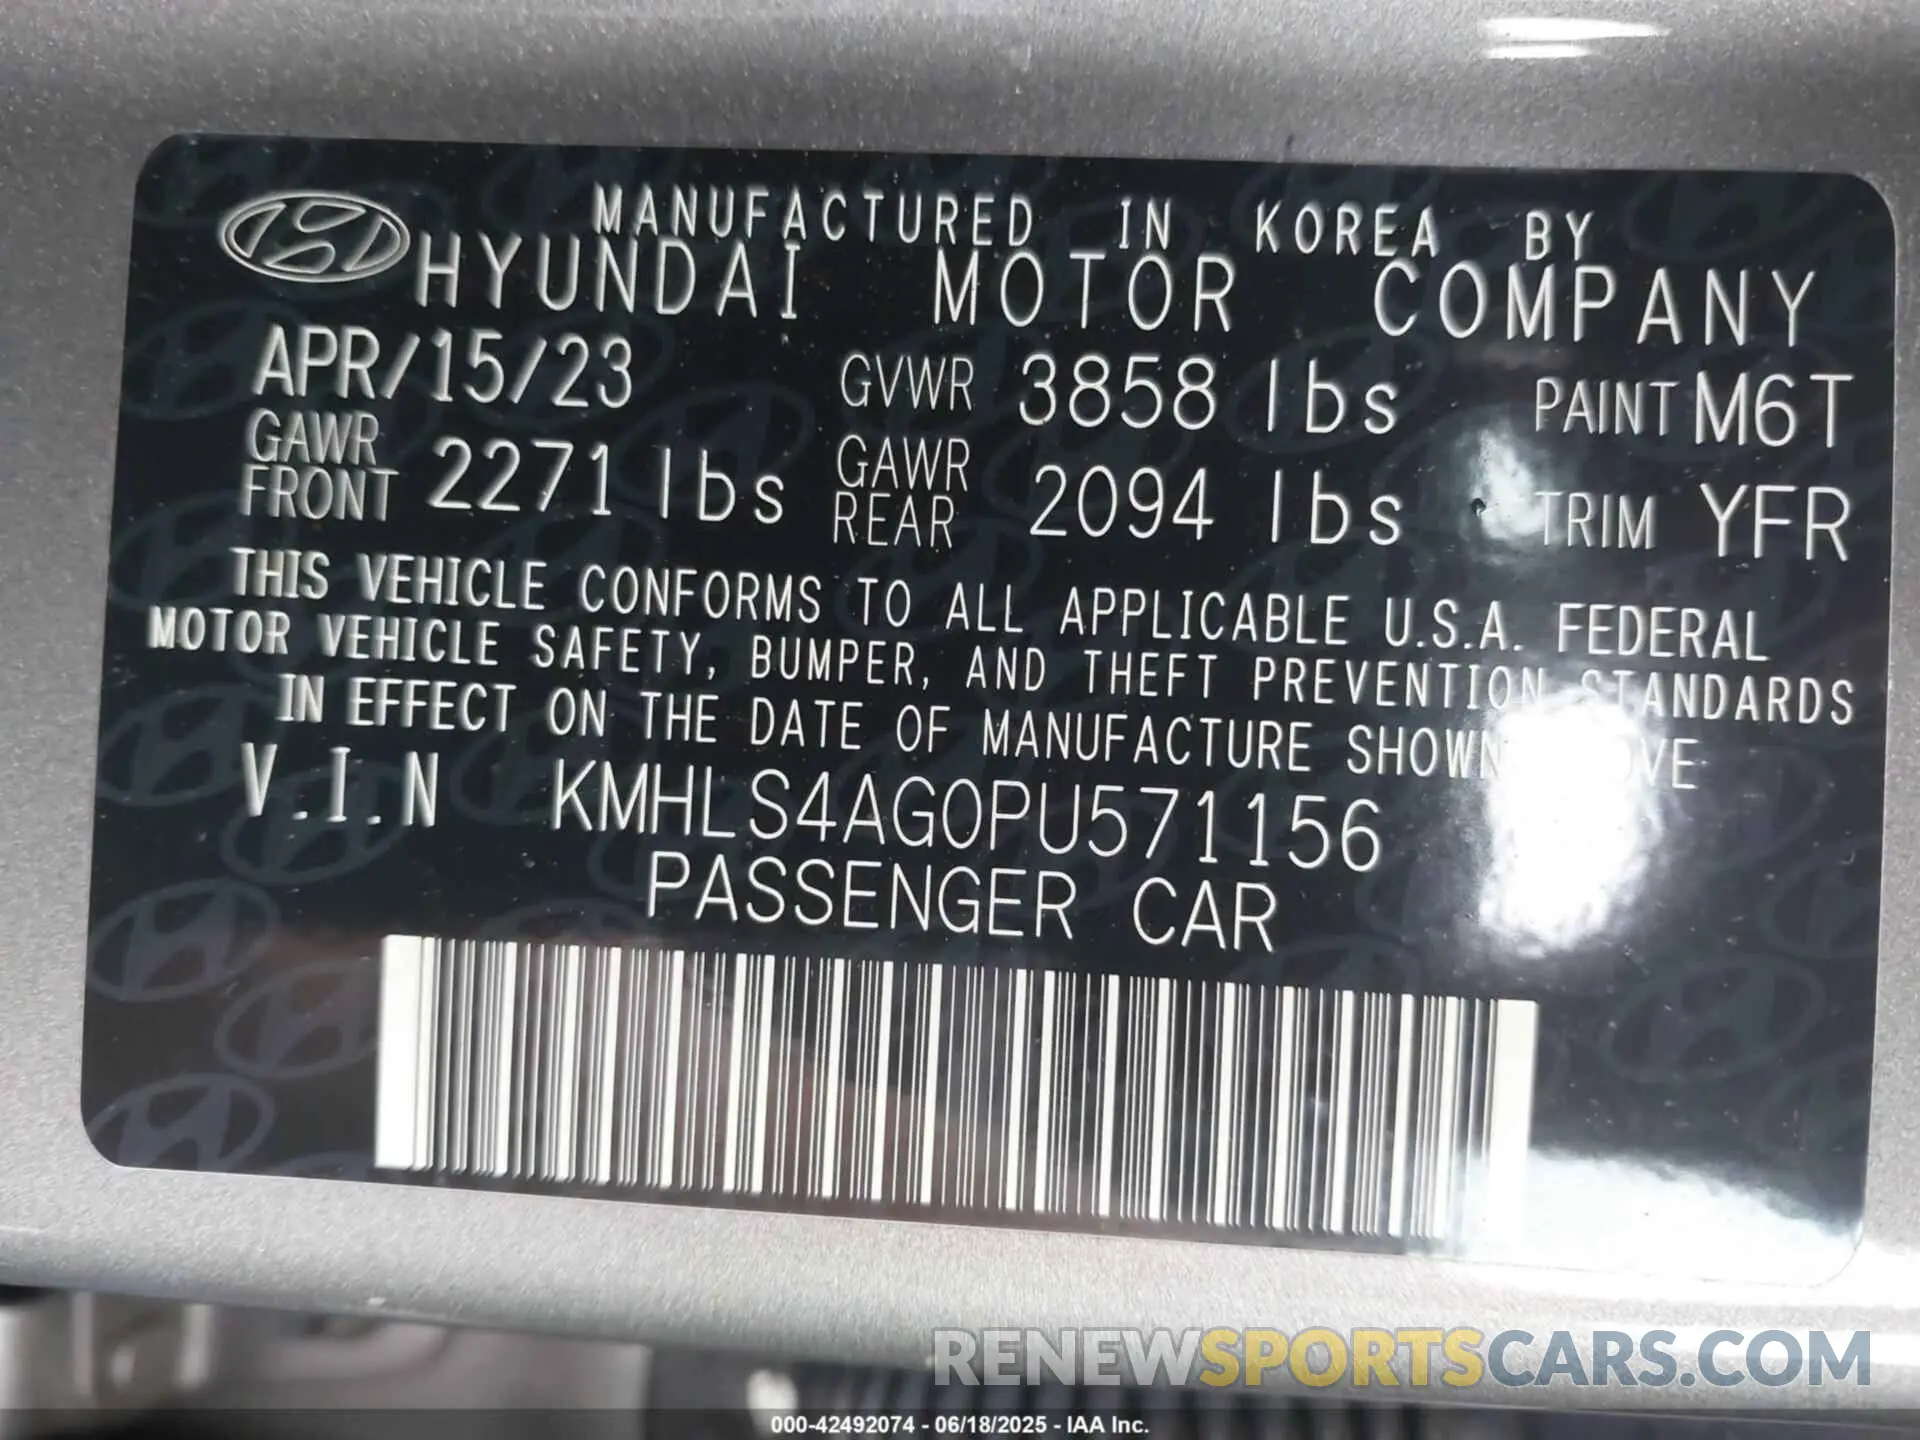 MANUFACTURED IN KOREA BY
HYUNDAI MOTOR COMPANY
APR/15/23 GVWR 3858 lbs PAINT M6T
GAWR FRONT 2271 lbs GAWR REAR 2094 lbs TRIM YFR
THIS VEHICLE CONFORMS TO ALL APPLICABLE U.S.A. FEDERAL
MOTOR VEHICLE SAFETY, BUMPER, AND THEFT PREVENTION STANDARDS
IN EFFECT ON THE DATE OF MANUFACTURE SHOWN
V.I.N KMHLS4AG0PU571156
PASSENGER CAR
RENEWSPORTSCARS.COM
000-42492074 - 06/18/2025 - IAA Inc.